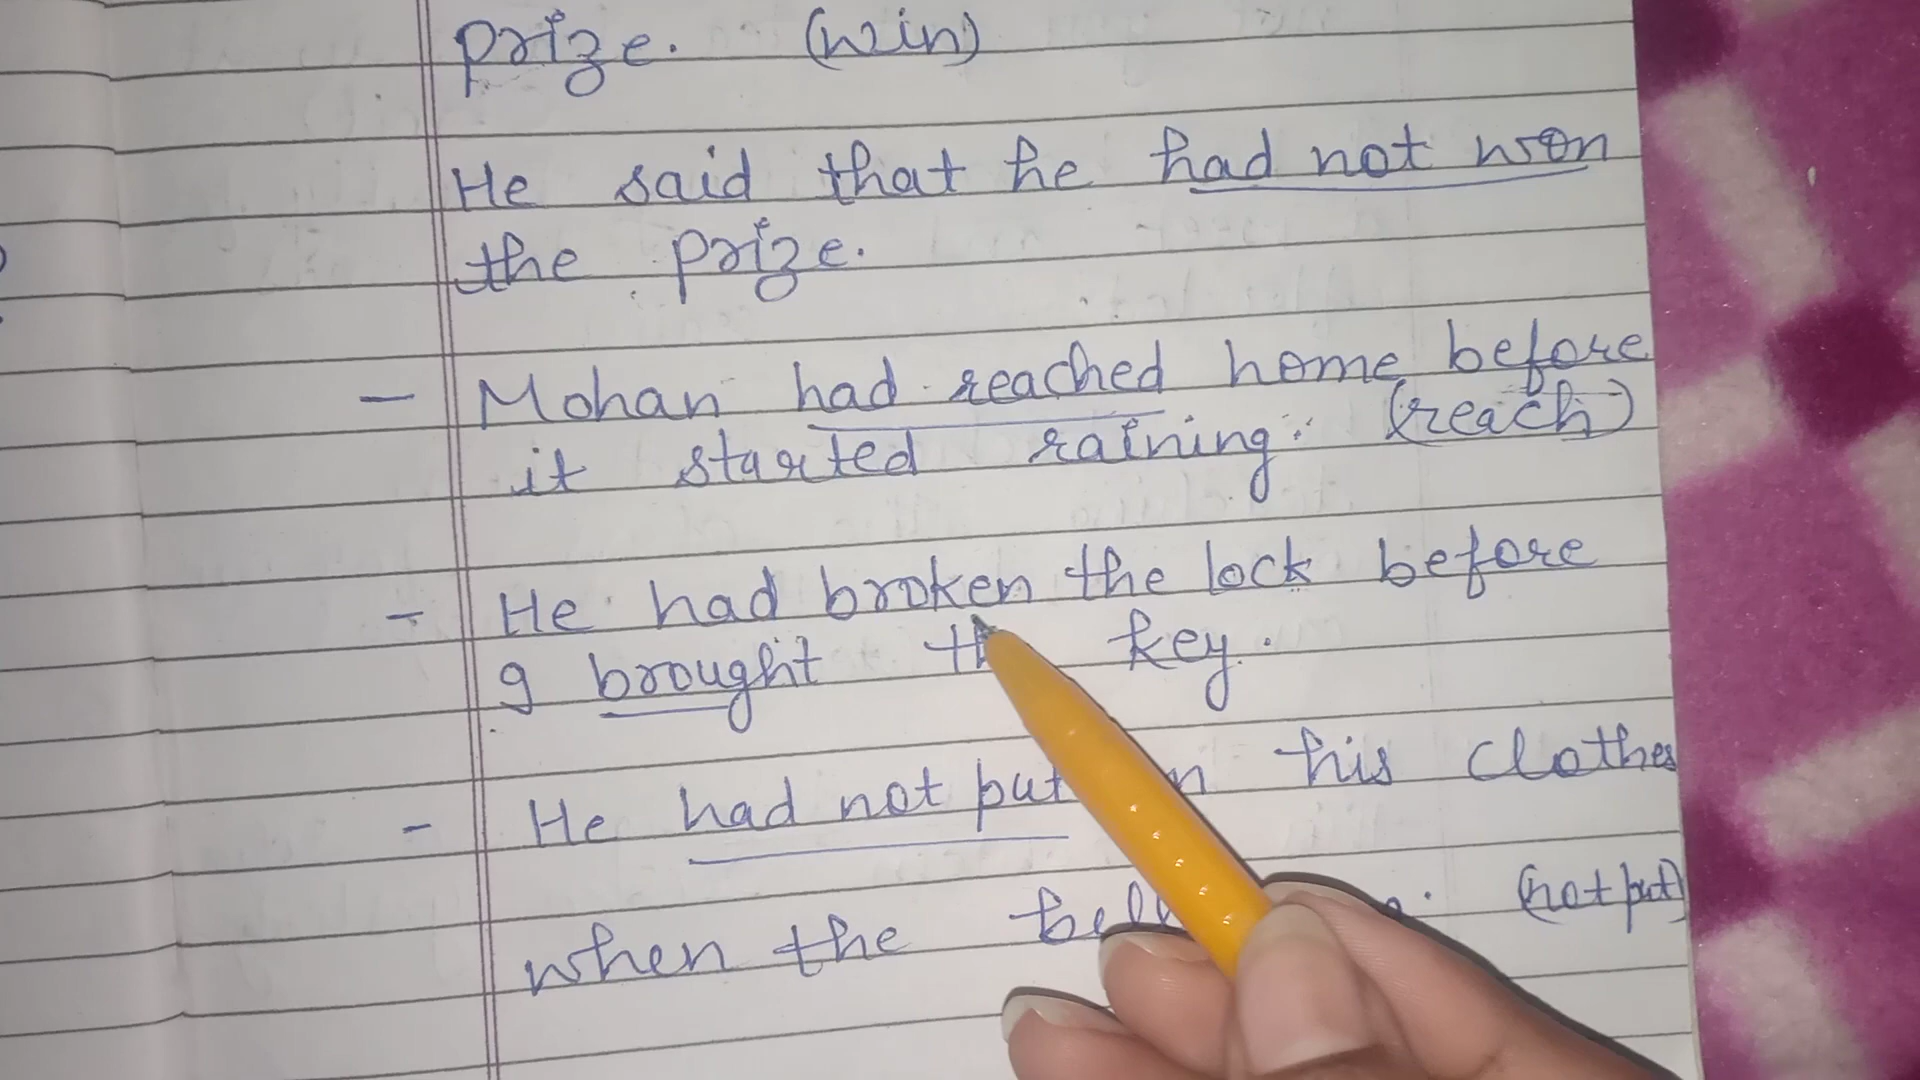 prize. (win)
He said that he had not won
the prize.
- Mohan had reached home before
it started raining. (reach)
- He had broken the lock before
I brought key.
- He had not put his clothes
when the (not put)